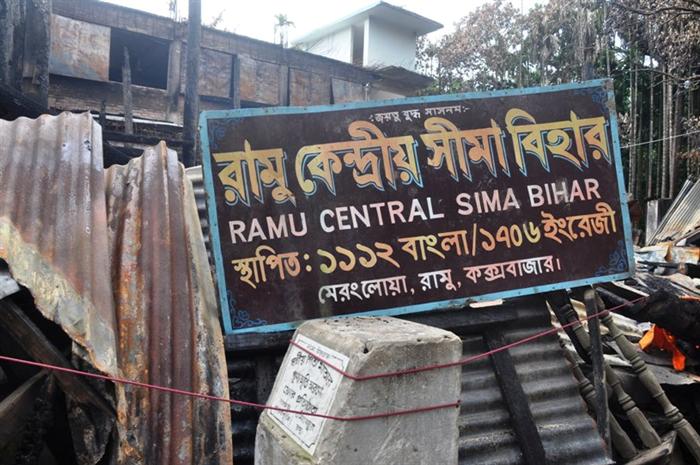 জয়তু বুদ্ধ সাসনম্
রামু কেন্দ্রীয় সীমা বিহার
RAMU CENTRAL SIMA BIHAR
স্থাপিত : ১১১২ বাংলা/১৭০৬ ইংরেজী
মেরংলোয়া, রামু, কক্সবাজার।